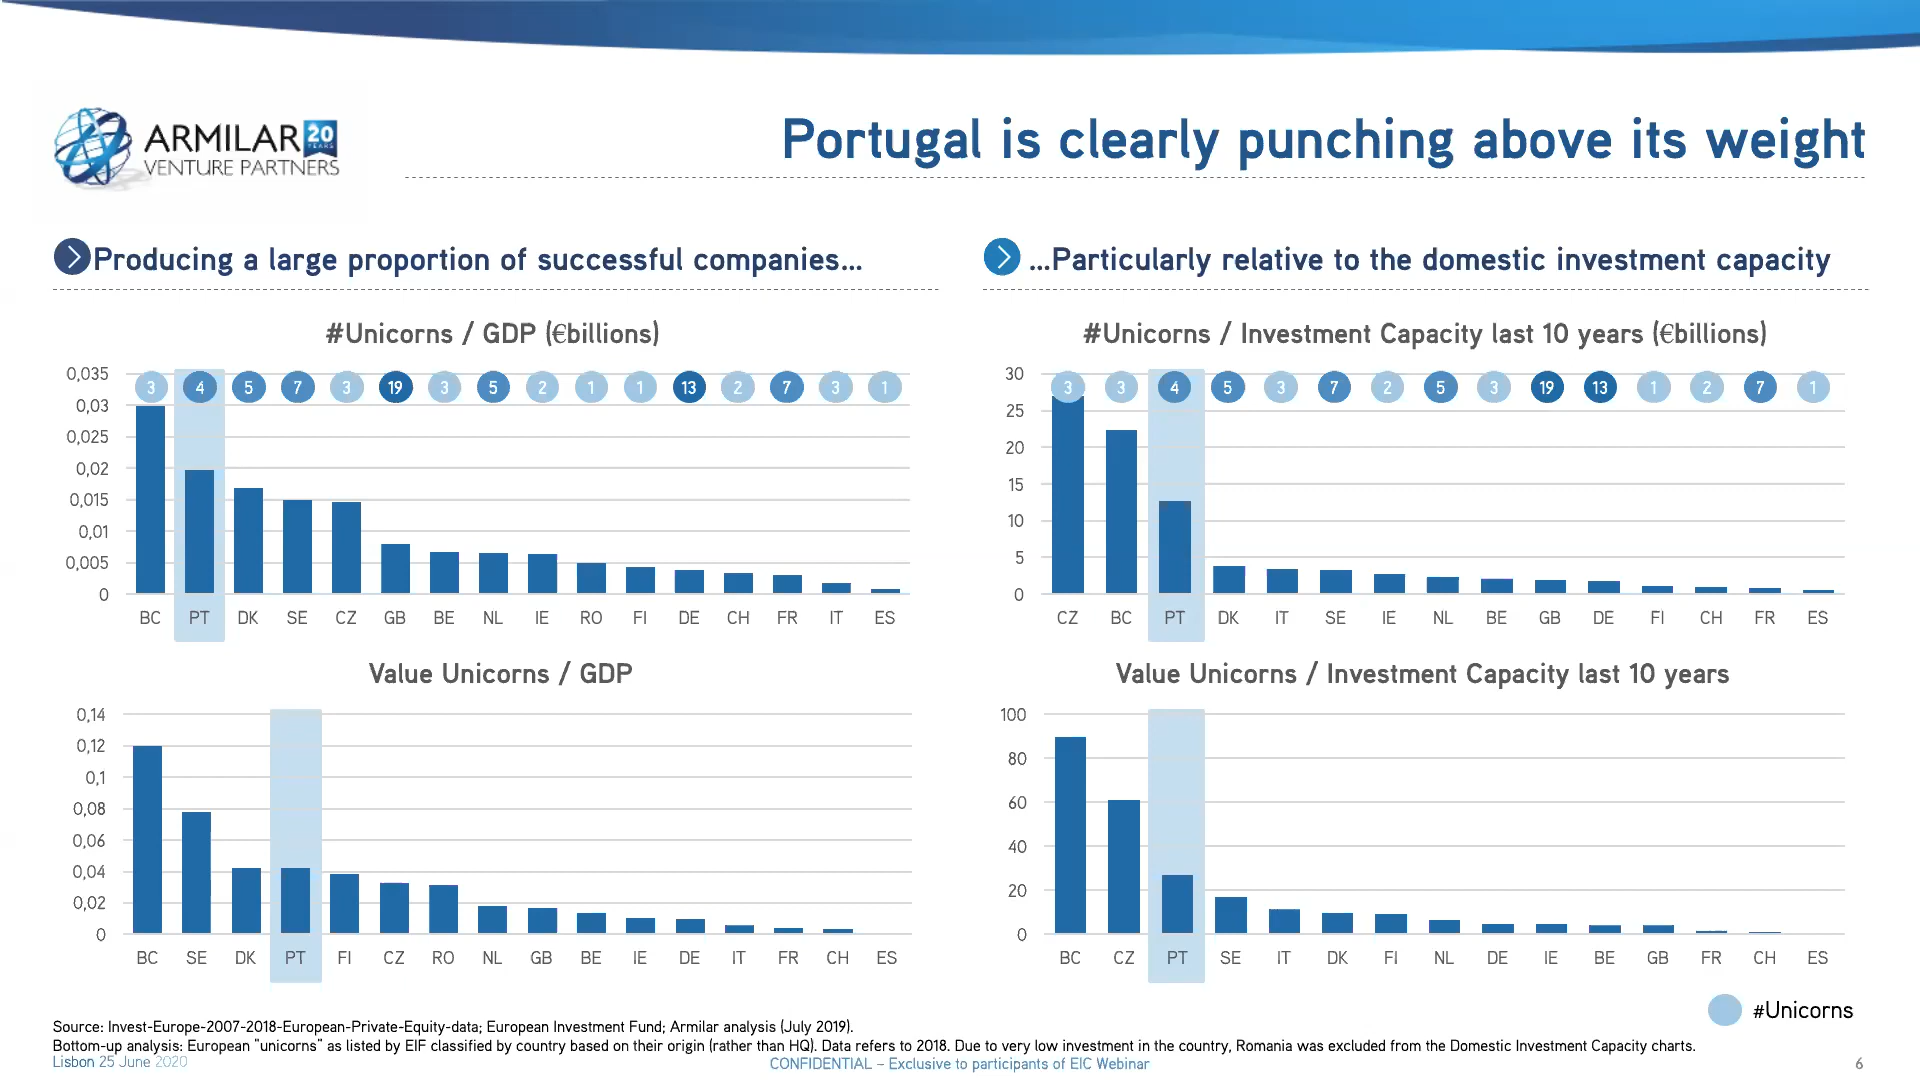 ARMILAR 20 YEARS
VENTURE PARTNERS
Portugal is clearly punching above its weight
Producing a large proportion of successful companies...
#Unicorns / GDP (€billions)
0,035
0,03
0,025
0,02
0,015
0,01
0,005
0
3 4 5 7 3 19 3 5 2 1 1 13 2 7 3 1
BC PT DK SE CZ GB BE NL IE RO FI DE CH FR IT ES
Value Unicorns / GDP
0,14
0,12
0,1
0,08
0,06
0,04
0,02
0
BC SE DK PT FI CZ RO NL GB BE IE DE IT FR CH ES
...Particularly relative to the domestic investment capacity
#Unicorns / Investment Capacity last 10 years (€billions)
30
25
20
15
10
5
0
3 3 4 5 3 7 2 5 3 19 13 1 2 7 1
CZ BC PT DK IT SE IE NL BE GB DE FI CH FR ES
Value Unicorns / Investment Capacity last 10 years
100
80
60
40
20
0
BC CZ PT SE IT DK FI NL DE IE BE GB FR CH ES
#Unicorns
Source: Invest-Europe-2007-2018-European-Private-Equity-data; European Investment Fund; Armilar analysis (July 2019).
Bottom-up analysis: European "unicorns" as listed by EIF classified by country based on their origin (rather than HQ). Data refers to 2018. Due to very low investment in the country, Romania was excluded from the Domestic Investment Capacity charts.
Lisbon 25 June 2020
CONFIDENTIAL – Exclusive to participants of EIC Webinar
6